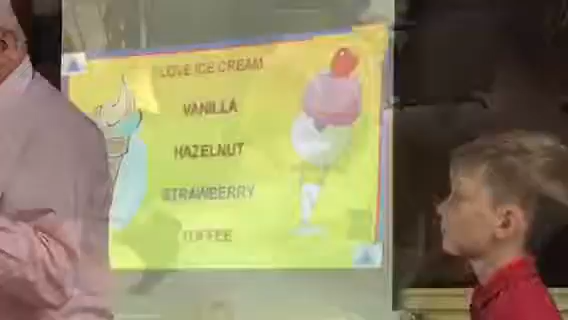 LOVE ICE CREAM
VANILLA
HAZELNUT
STRAWBERRY
TOFFEE